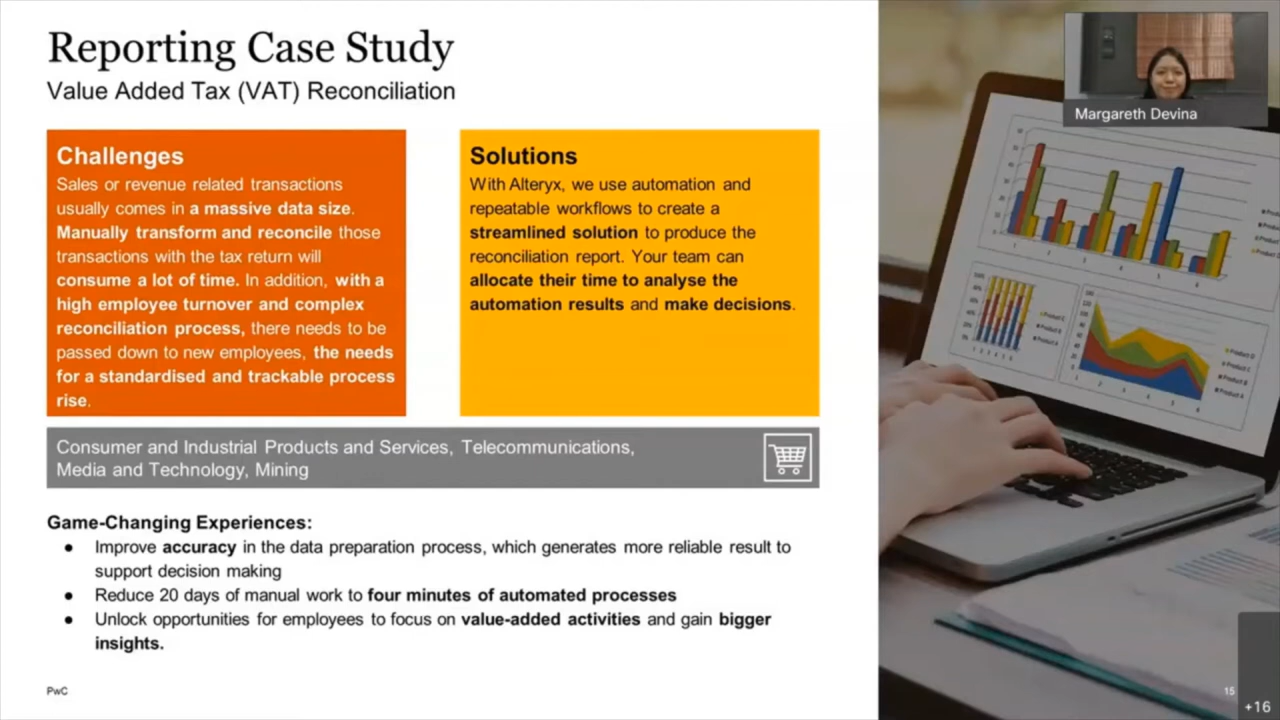 Reporting Case Study
Value Added Tax (VAT) Reconciliation
Challenges
Sales or revenue related transactions
usually comes in a massive data size.
Manually transform and reconcile those
transactions with the tax return will
consume a lot of time. In addition, with a
high employee turnover and complex
reconciliation process, there needs to be
passed down to new employees, the needs
for a standardised and trackable process
rise.
Solutions
With Alteryx, we use automation and
repeatable workflows to create a
streamlined solution to produce the
reconciliation report. Your team can
allocate their time to analyse the
automation results and make decisions.
Consumer and Industrial Products and Services, Telecommunications,
Media and Technology, Mining
Game-Changing Experiences:
● Improve accuracy in the data preparation process, which generates more reliable result to
support decision making
● Reduce 20 days of manual work to four minutes of automated processes
● Unlock opportunities for employees to focus on value-added activities and gain bigger
insights.
PwC
Margareth Devina
15
+16